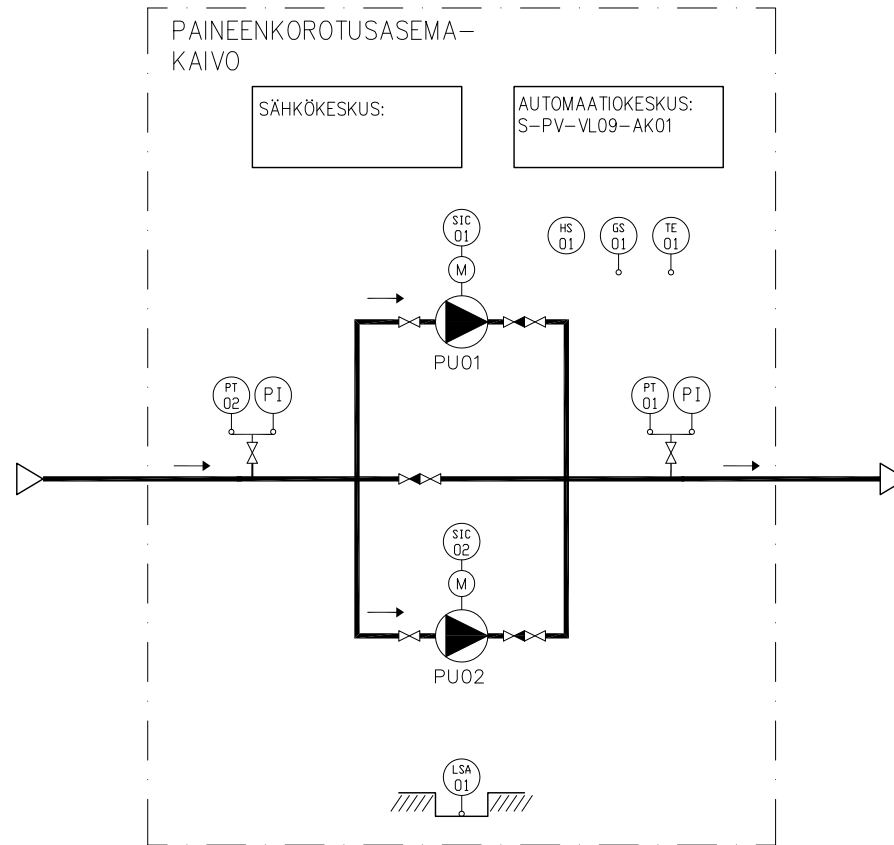 PAINEENKOROTUSASEMA-
KAIVO
SÄHKÖKESKUS:
AUTOMAATIOKESKUS:
S-PV-VL09-AK01
SIC
01
HS
01
GS
01
TE
01
M
PU01
PT
02
PI
PT
01
PI
SIC
02
M
PU02
LSA
01